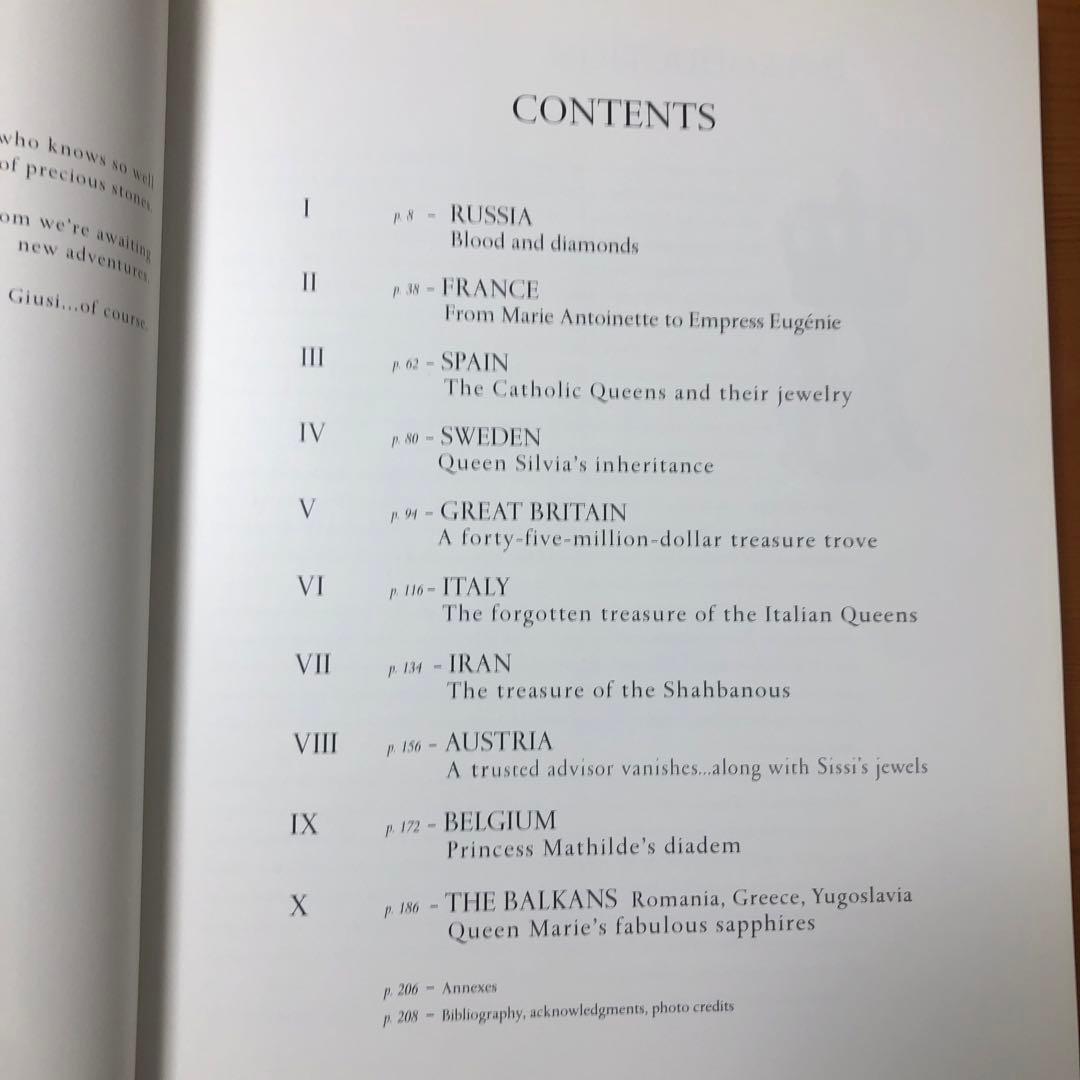 who knows so well
of precious stones.
om we're awaiting
new adventures.
Giusi...of course.
CONTENTS
I p. 8 – RUSSIA
Blood and diamonds
II p. 38 – FRANCE
From Marie Antoinette to Empress Eugénie
III p. 62 – SPAIN
The Catholic Queens and their jewelry
IV p. 80 – SWEDEN
Queen Silvia's inheritance
V p. 94 – GREAT BRITAIN
A forty-five-million-dollar treasure trove
VI p. 116 – ITALY
The forgotten treasure of the Italian Queens
VII p. 134 – IRAN
The treasure of the Shahbanous
VIII p. 156 – AUSTRIA
A trusted advisor vanishes...along with Sissi's jewels
IX p. 172 – BELGIUM
Princess Mathilde's diadem
X p. 186 – THE BALKANS Romania, Greece, Yugoslavia
Queen Marie's fabulous sapphires
p. 206 – Annexes
p. 208 – Bibliography, acknowledgments, photo credits